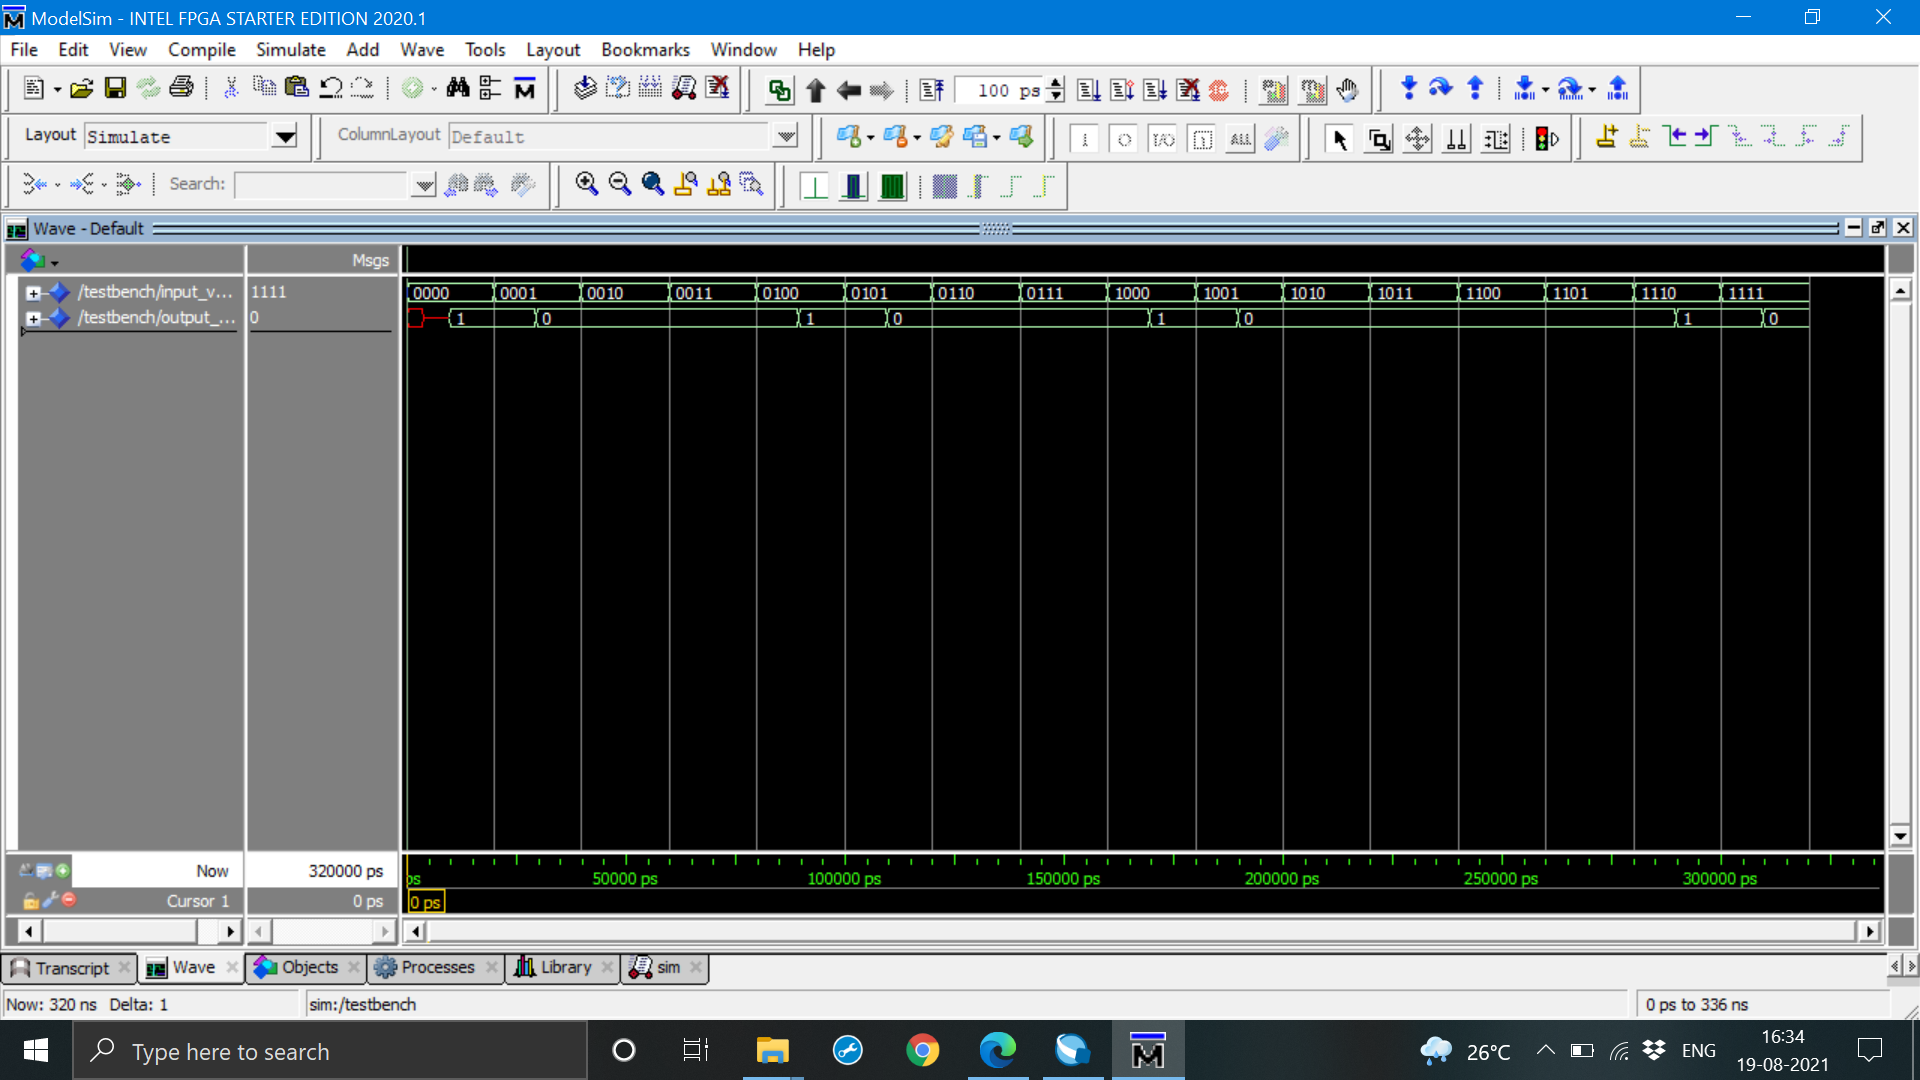 ModelSim - INTEL FPGA STARTER EDITION 2020.1
File Edit View Compile Simulate Add Wave Tools Layout Bookmarks Window Help
100 ps
Layout Simulate ColumnLayout Default
ALL
Search:
Wave - Default
Msgs
/testbench/input_v... 1111 0000 0001 0010 0011 0100 0101 0110 0111 1000 1001 1010 1011 1100 1101 1110 1111
/testbench/output_... 0 1 0 1 0 1 0 1 0
Now 320000 ps ps 50000 ps 100000 ps 150000 ps 200000 ps 250000 ps 300000 ps
Cursor 1 0 ps 0 ps
Transcript Wave Objects Processes Library sim
Now: 320 ns Delta: 1 sim:/testbench 0 ps to 336 ns
Type here to search 26°C ENG 16:34
19-08-2021